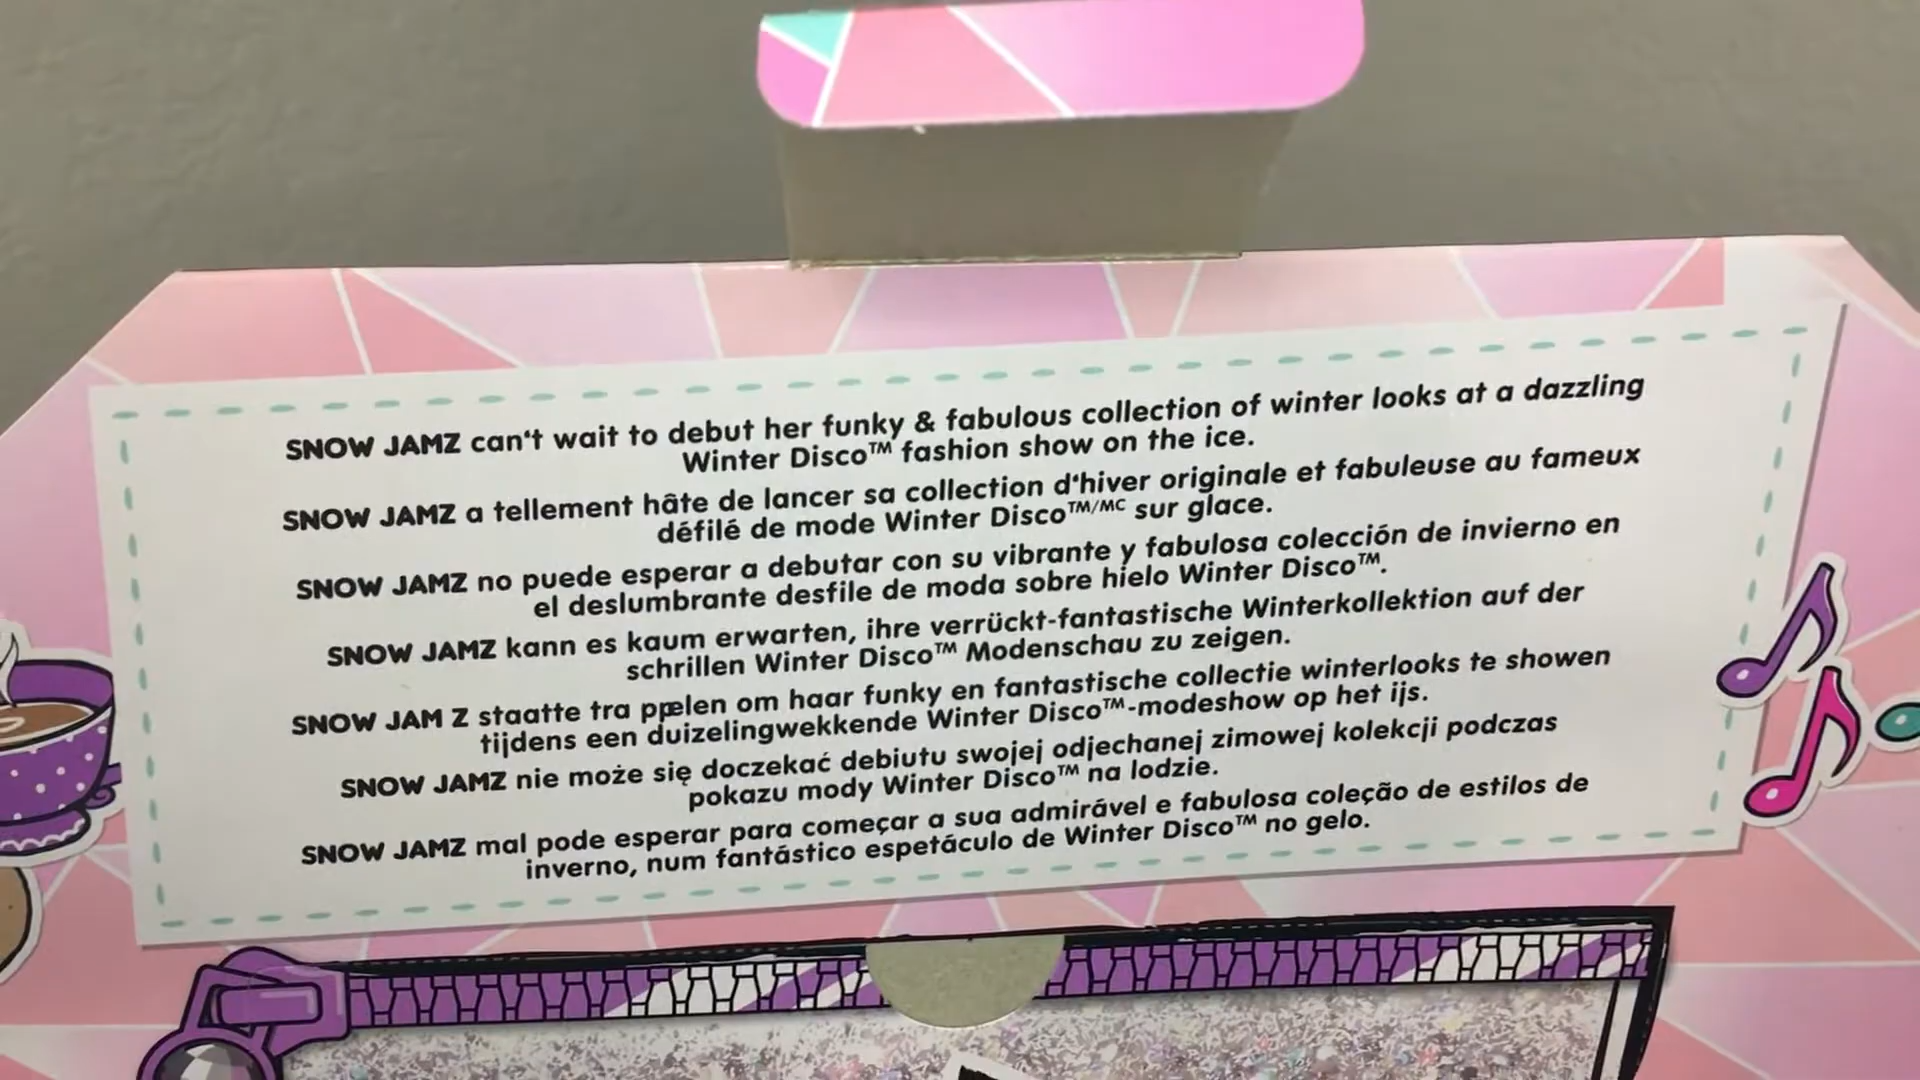 SNOW JAMZ can't wait to debut her funky & fabulous collection of winter looks at a dazzling
Winter Disco™ fashion show on the ice.
SNOW JAMZ a tellement hâte de lancer sa collection d'hiver originale et fabuleuse au fameux
défilé de mode Winter Disco™/MC sur glace.
SNOW JAMZ no puede esperar a debutar con su vibrante y fabulosa colección de invierno en
el deslumbrante desfile de moda sobre hielo Winter Disco™.
SNOW JAMZ kann es kaum erwarten, ihre verrückt-fantastische Winterkollektion auf der
schrillen Winter Disco™ Modenschau zu zeigen.
SNOW JAM Z staatte tra ppelen om haar funky en fantastische collectie winterlooks te showen
tijdens een duizelingwekkende Winter Disco™-modeshow op het ijs.
SNOW JAMZ nie może się doczekać debiutu swojej odjechanej zimowej kolekcji podczas
pokazu mody Winter Disco™ na lodzie.
SNOW JAMZ mal pode esperar para começar a sua admirável e fabulosa coleção de estilos de
inverno, num fantástico espetáculo de Winter Disco™ no gelo.